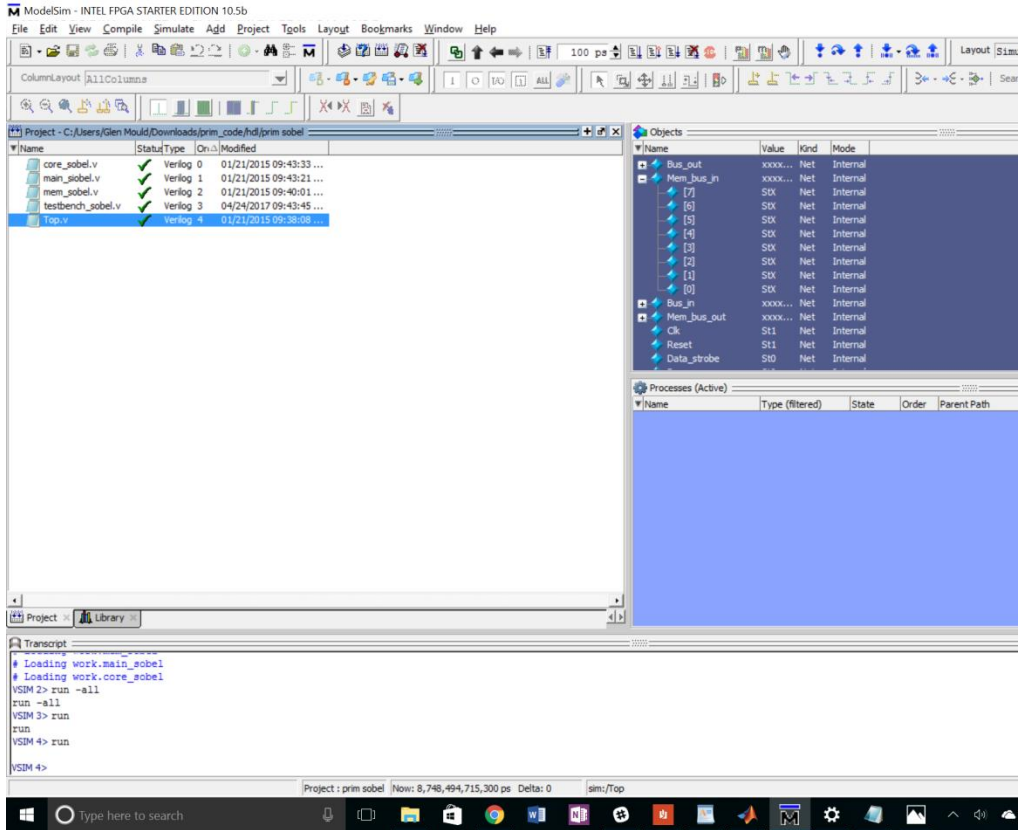 ModelSim - INTEL FPGA STARTER EDITION 10.5b
File Edit View Compile Simulate Add Project Tools Layout Bookmarks Window Help
100 ps Layout Simu
ColumnLayout AllColumns Sear
Project - C:/Users/Glen Mould/Downloads/prim_code/hdl/prim sobel
Name Status Type Modified
core_sobel.v Verilog 0 01/21/2015 09:43:33 ...
main_sobel.v Verilog 1 01/21/2015 09:43:21 ...
mem_sobel.v Verilog 2 01/21/2015 09:40:01 ...
testbench_sobel.v Verilog 3 04/24/2017 09:43:45 ...
Top.v Verilog 4 01/21/2015 09:38:08 ...
Project Library
Objects
Name Value Kind Mode
Bus_out xxxx... Net Internal
Mem_bus_in xxxx... Net Internal
[7] StX Net Internal
[6] StX Net Internal
[5] StX Net Internal
[4] StX Net Internal
[3] StX Net Internal
[2] StX Net Internal
[1] StX Net Internal
[0] StX Net Internal
Bus_in xxxx... Net Internal
Mem_bus_out xxxx... Net Internal
Clk St1 Net Internal
Reset St1 Net Internal
Data_strobe St0 Net Internal
Processes (Active)
Name Type (filtered) State Order Parent Path
Transcript
# Loading work.main_sobel
# Loading work.core_sobel
VSIM 2> run -all
run -all
VSIM 3> run
run
VSIM 4> run
VSIM 4>
Project : prim sobel Now: 8,748,494,715,300 ps Delta: 0 sim:/Top
Type here to search